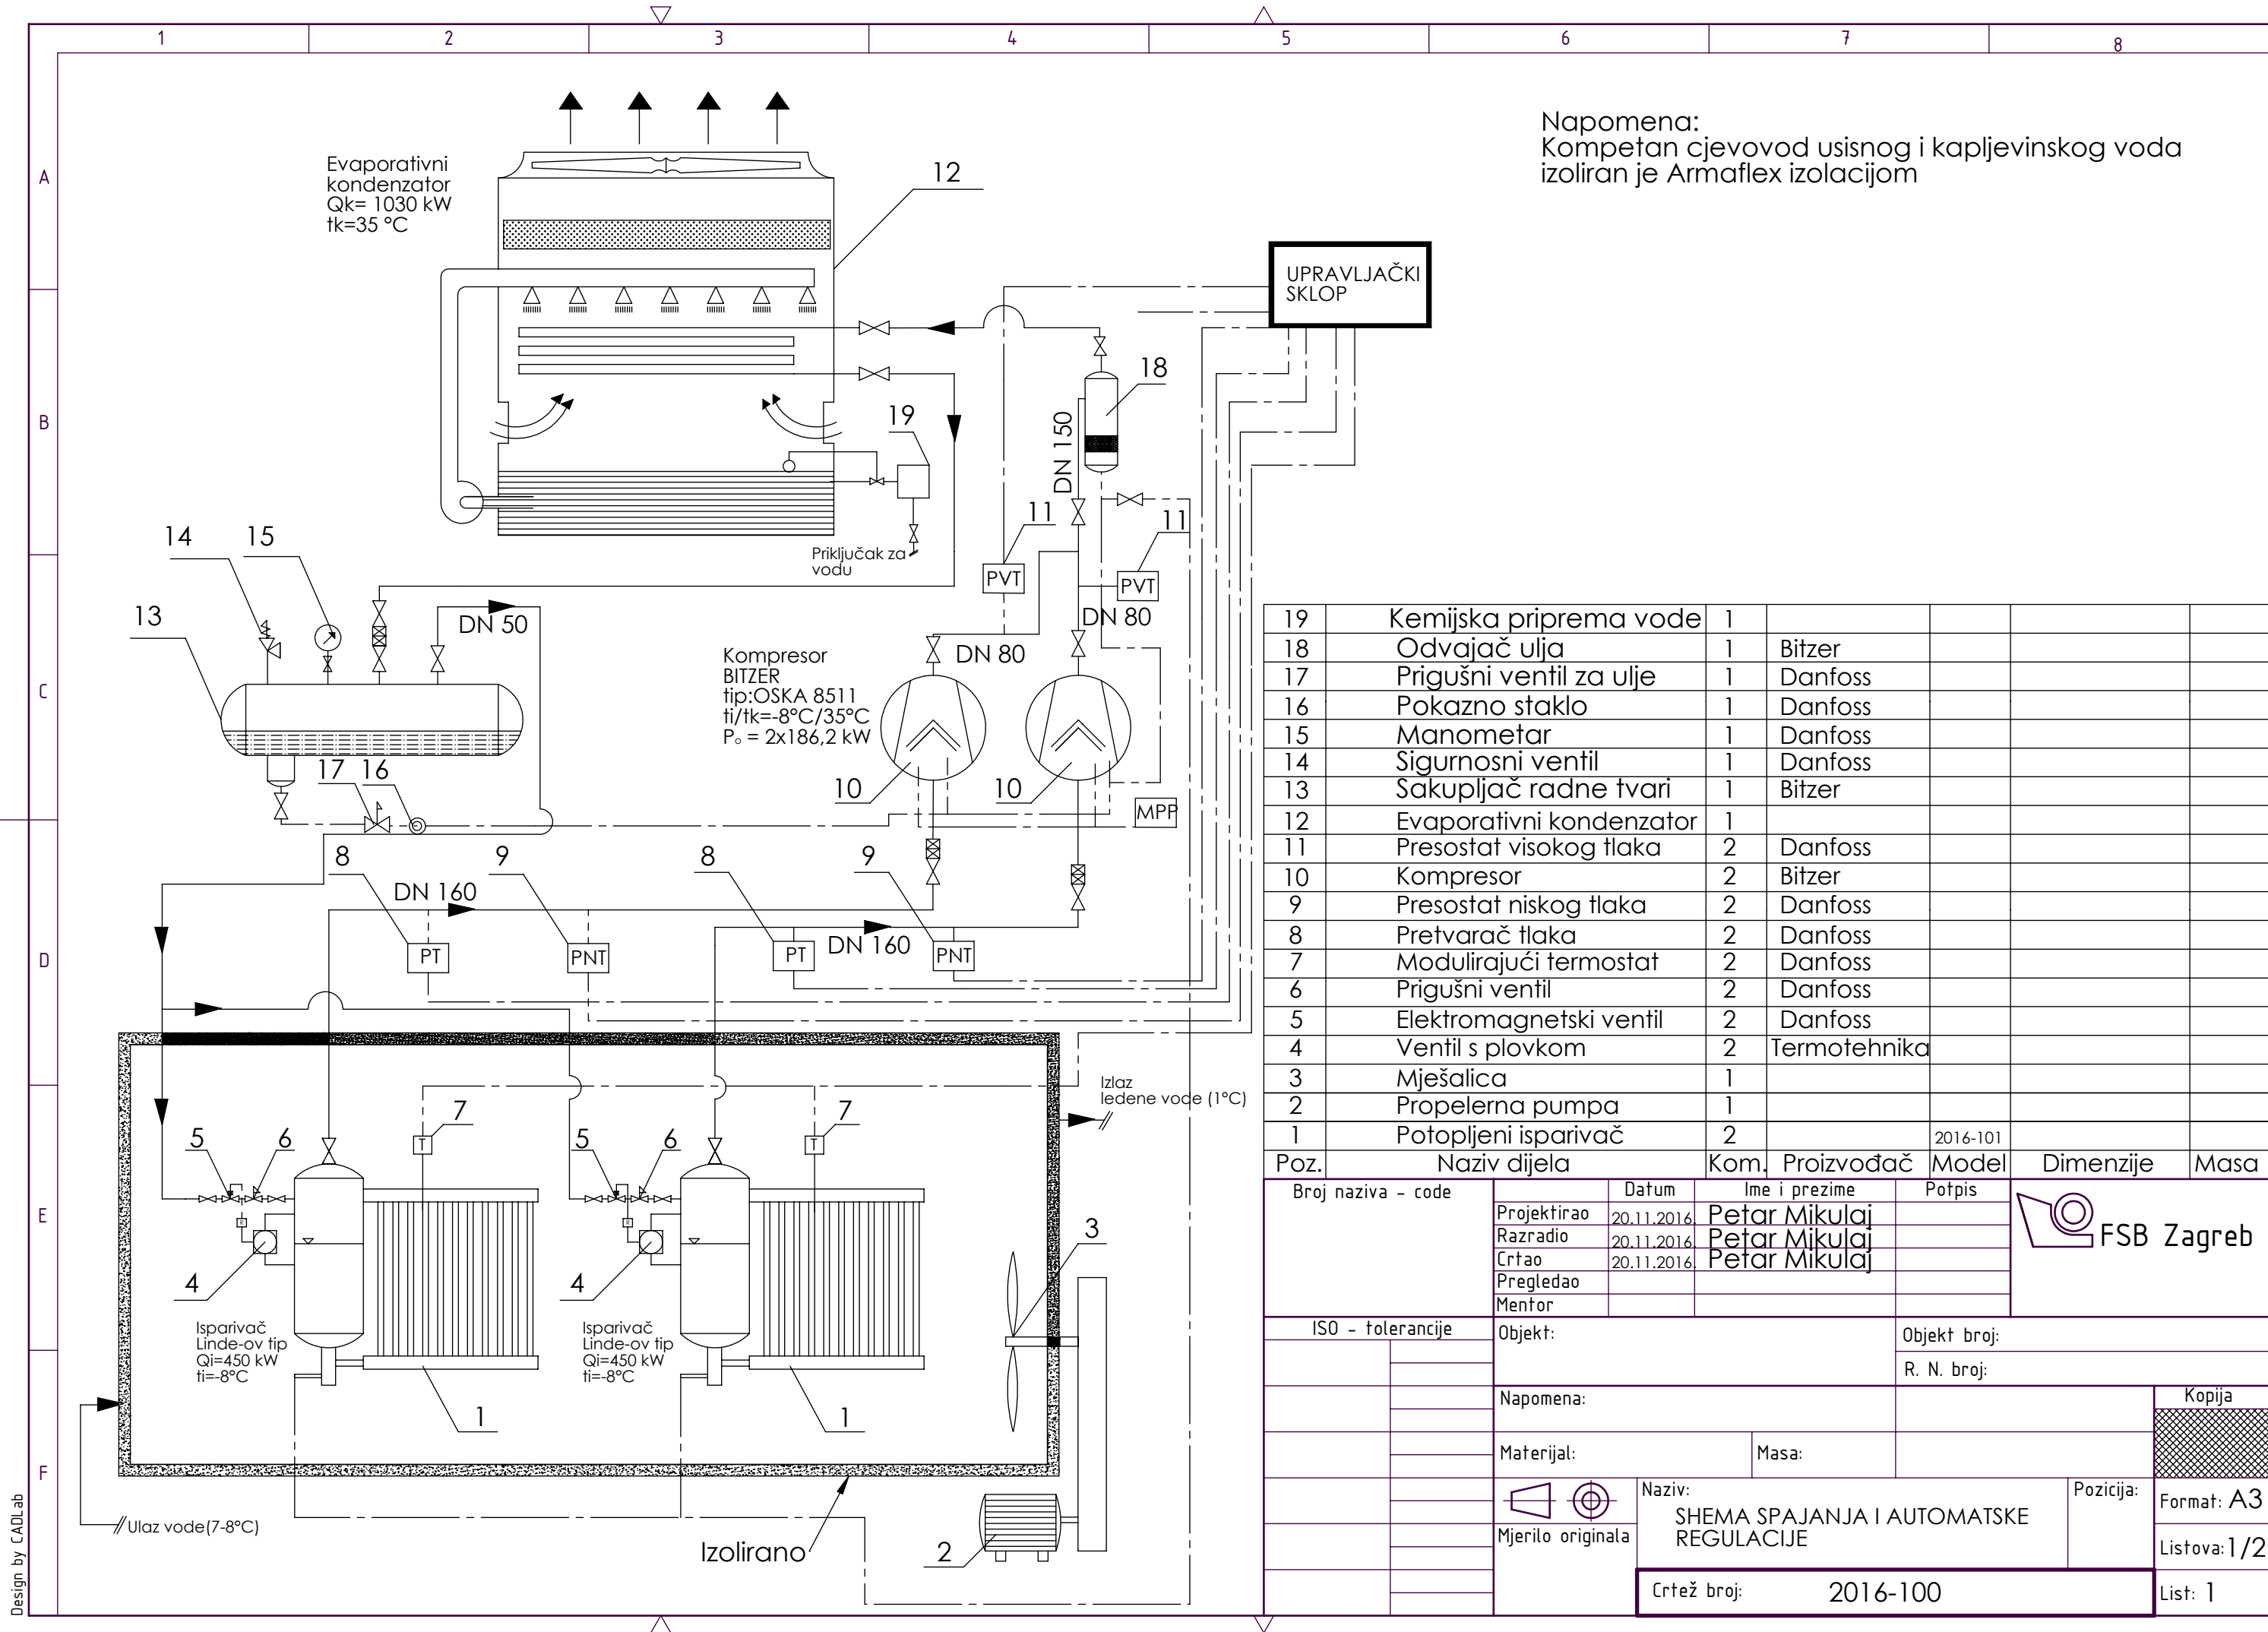 1 2 3 4 5 6 7 8
A
B
C
D
E
F
Napomena:
Kompetan cjevovod usisnog i kapljevinskog voda
izoliran je Armaflex izolacijom
Evaporativni
kondenzator
Qk= 1030 kW
tk=35 °C
12
UPRAVLJAČKI
SKLOP
18
19
DN 150
11
11
Priključak za
vodu
PVT
PVT
14
15
13
DN 50
DN 80
DN 80
Kompresor
BITZER
tip:OSKA 8511
ti/tk=-8°C/35°C
P₀ = 2x186,2 kW
17 16
10
10
MPP
8
9
8
9
DN 160
DN 160
PT
PNT
PT
PNT
Izlaz
ledene vode (1°C)
7
7
T
T
5
6
5
6
R
R
4
4
3
Isparivač
Linde-ov tip
Qi=450 kW
ti=-8°C
Isparivač
Linde-ov tip
Qi=450 kW
ti=-8°C
1
1
Ulaz vode(7-8°C)
Izolirano
2
Design by CADLab
19 Kemijska priprema vode 1
18 Odvajač ulja 1 Bitzer
17 Prigušni ventil za ulje 1 Danfoss
16 Pokazno staklo 1 Danfoss
15 Manometar 1 Danfoss
14 Sigurnosni ventil 1 Danfoss
13 Sakupljač radne tvari 1 Bitzer
12 Evaporativni kondenzator 1
11 Presostat visokog tlaka 2 Danfoss
10 Kompresor 2 Bitzer
9 Presostat niskog tlaka 2 Danfoss
8 Pretvarač tlaka 2 Danfoss
7 Modulirajući termostat 2 Danfoss
6 Prigušni ventil 2 Danfoss
5 Elektromagnetski ventil 2 Danfoss
4 Ventil s plovkom 2 Termotehnika
3 Mješalica 1
2 Propelerna pumpa 1
1 Potopljeni isparivač 2 2016-101
Poz. Naziv dijela Kom. Proizvođač Model Dimenzije Masa
Broj naziva - code
Datum Ime i prezime Potpis
Projektirao 20.11.2016. Petar Mikulaj
Razradio 20.11.2016. Petar Mikulaj
Crtao 20.11.2016. Petar Mikulaj
Pregledao
Mentor
FSB Zagreb
ISO - tolerancije
Objekt:
Objekt broj:
R. N. broj:
Napomena:
Kopija
Materijal:
Masa:
Naziv:
SHEMA SPAJANJA I AUTOMATSKE
REGULACIJE
Pozicija:
Format: A3
Mjerilo originala
Listova: 1/2
Crtež broj: 2016-100
List: 1